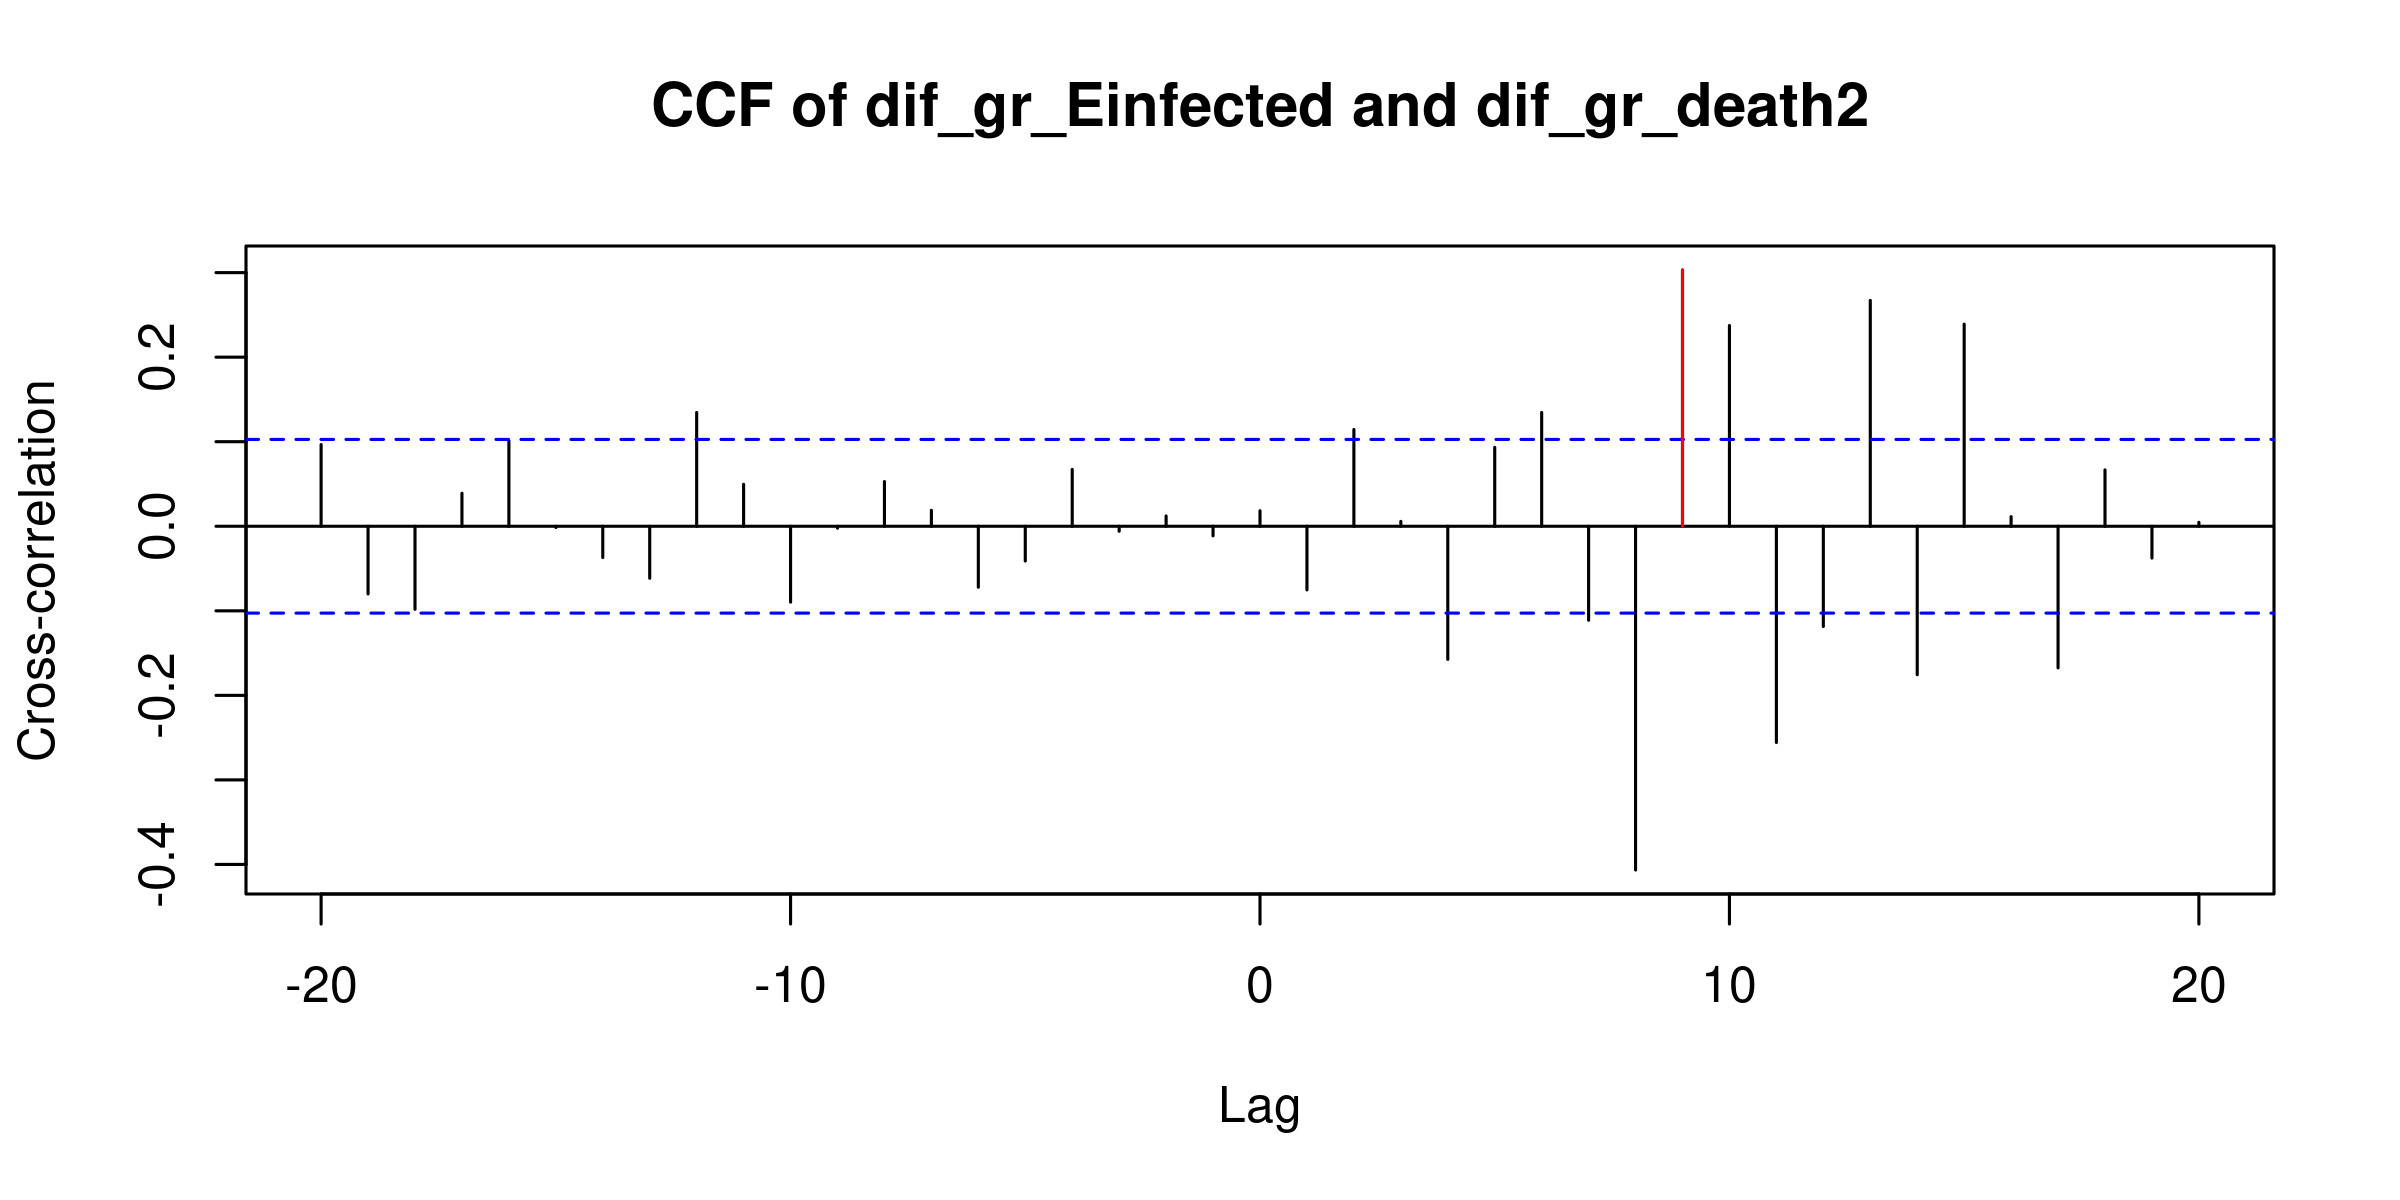 CCF of dif_gr_Einfected and dif_gr_death2
Cross-correlation
0.2
0.0
-0.2
-0.4
-20 -10 0 10 20
Lag